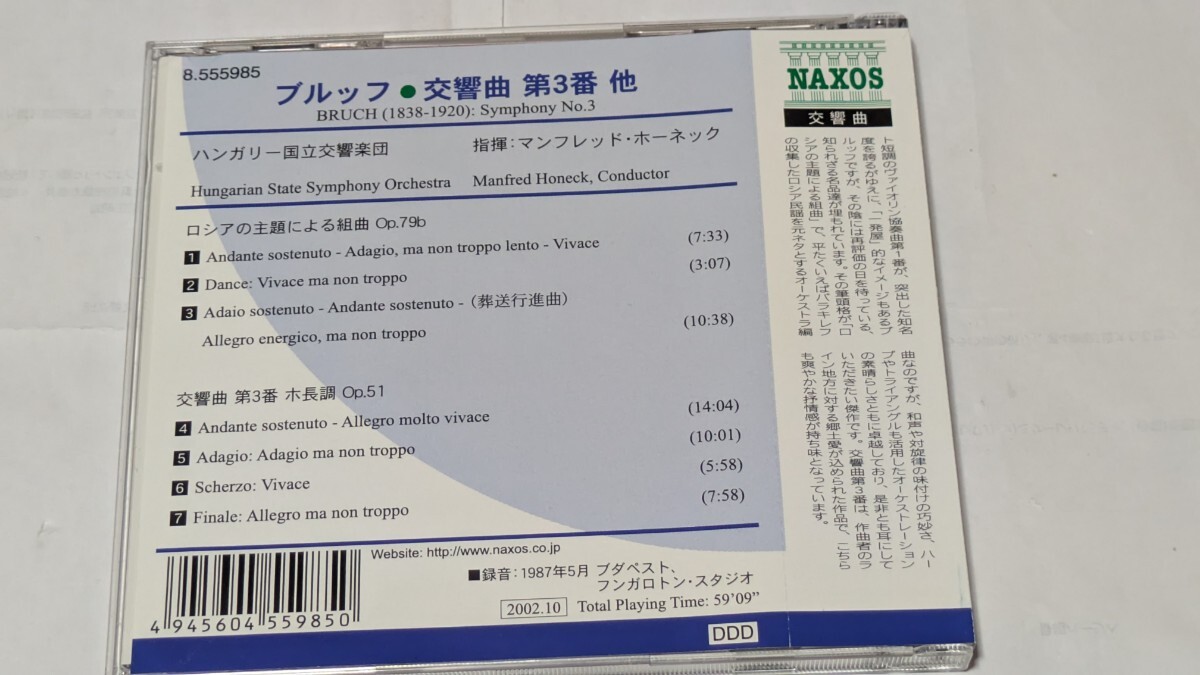 8.555985
ブルッフ●交響曲 第3番 他
BRUCH (1838-1920): Symphony No.3
ハンガリー国立交響楽団
指揮：マンフレッド・ホーネック
Hungarian State Symphony Orchestra
Manfred Honeck, Conductor
ロシアの主題による組曲 Op.79b
1 Andante sostenuto - Adagio, ma non troppo lento - Vivace (7:33)
2 Dance: Vivace ma non troppo (3:07)
3 Adaio sostenuto - Andante sostenuto -（葬送行進曲）
Allegro energico, ma non troppo (10:38)
交響曲 第3番 ホ長調 Op.51
4 Andante sostenuto - Allegro molto vivace (14:04)
5 Adagio: Adagio ma non troppo (10:01)
6 Scherzo: Vivace (5:58)
7 Finale: Allegro ma non troppo (7:58)
Website: http://www.naxos.co.jp
■録音：1987年5月 ブダペスト、
フンガロトン・スタジオ
2002.10 Total Playing Time: 59'09”
4 945604 559850
DDD
NAXOS
交響曲
ト短調のヴァイオリン協奏曲第1番が、突出した知名
度を誇るがゆえに、「一発屋」的なイメージもあるブ
ルッフですが、その陰には再評価の日を待っている、
知られざる名品達が埋もれています。その筆頭格が「ロ
シアの主題による組曲」で、平たくいえばバラキレフ
の収集したロシア民謡を元ネタとするオーケストラ編
曲なのですが、和声や対旋律の味付けの巧妙さ、ハー
プやトライアングルも活用したオーケストレーション
の素晴らしさともに卓越しており、是非とも耳にして
いただきたい傑作です。交響曲第3番は、作曲者のラ
イン地方に対する郷土愛が込められた作品で、こちら
も爽やかな抒情感が持ち味となっています。